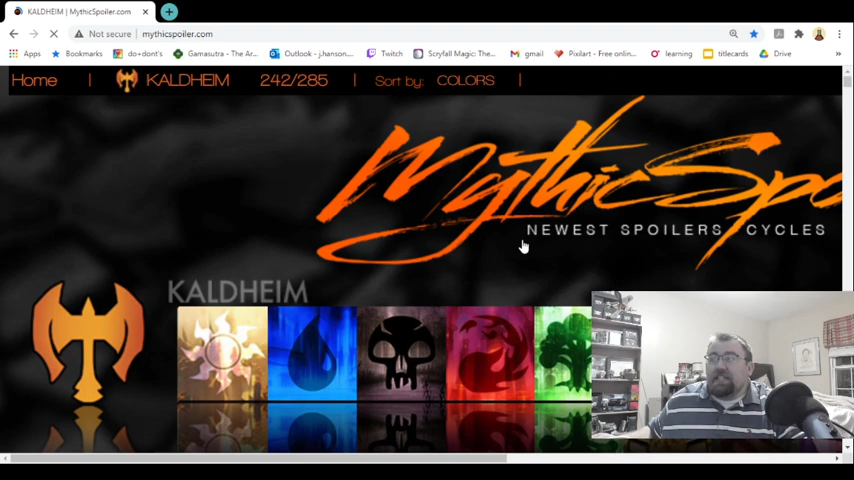 KALDHEIM | MythicSpoiler.com
Not secure | mythicspoiler.com
Apps Bookmarks do+dont's Gamasutra - The Ar... Outlook - j.hanson... Twitch Scryfall Magic: The... gmail Pixilart - Free onlin... learning titlecards Drive
Home | KALDHEIM 242/285 | Sort by: COLORS |
MythicSpo
NEWEST SPOILERS CYCLES
KALDHEIM